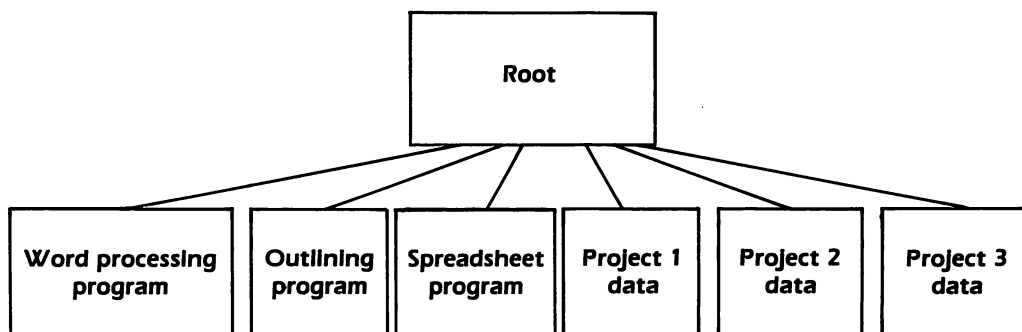 Root
Word processing
program
Outlining
program
Spreadsheet
program
Project 1
data
Project 2
data
Project 3
data